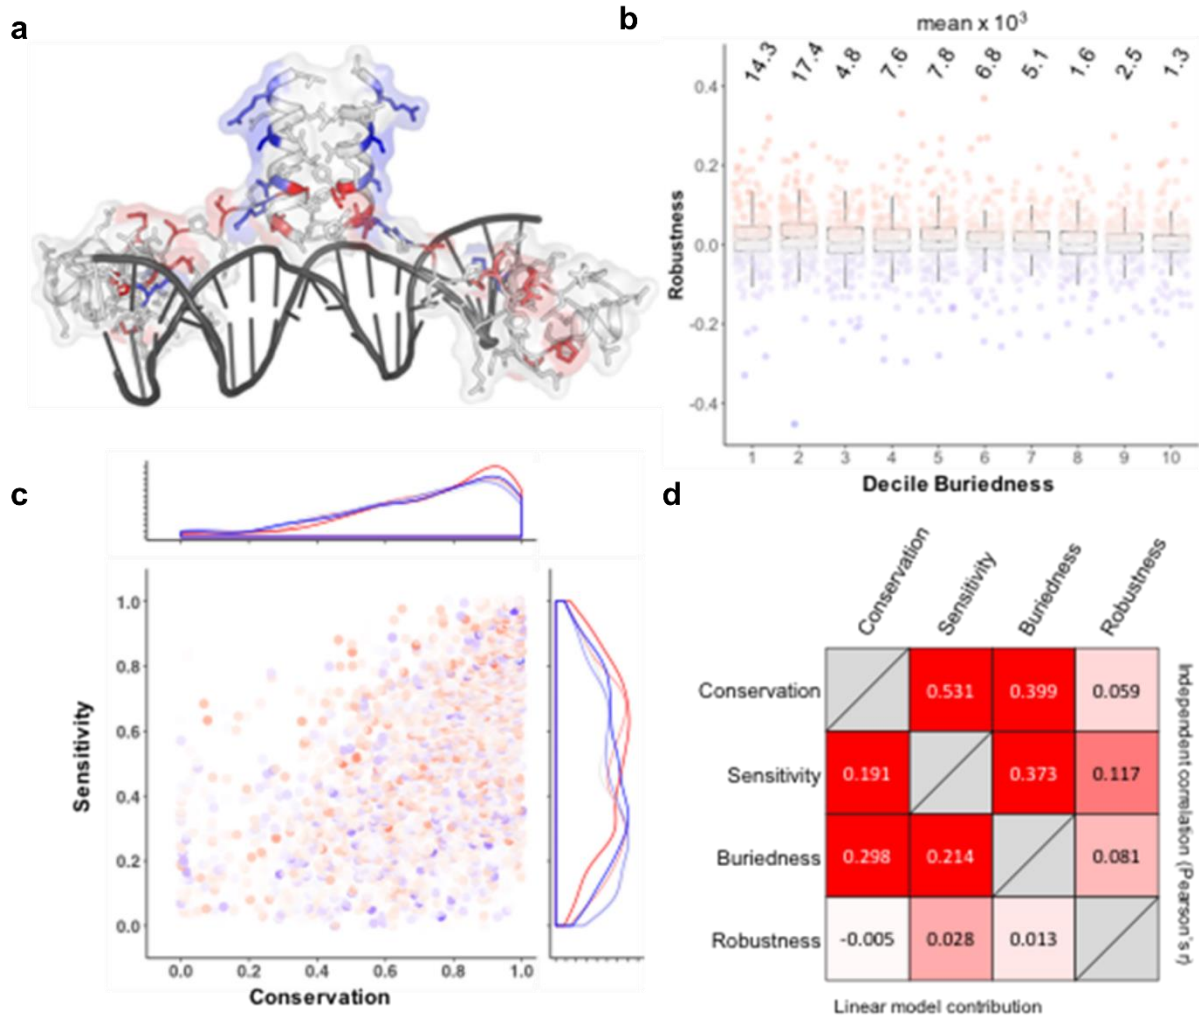 a
b
mean x 10³
14.3 17.4 4.8 7.6 7.8 6.8 5.1 1.6 2.5 1.3
0.4
0.2
0.0
-0.2
-0.4
Robustness
1 2 3 4 5 6 7 8 9 10
Decile Buriedness
c
1.0
0.8
0.6
0.4
0.2
0.0
Sensitivity
0.0 0.2 0.4 0.6 0.8 1.0
Conservation
d
Conservation Sensitivity Buriedness Robustness
Conservation 0.531 0.399 0.059
Sensitivity 0.191 0.373 0.117
Buriedness 0.298 0.214 0.081
Robustness -0.005 0.028 0.013
Independent correlation (Pearson's r)
Linear model contribution